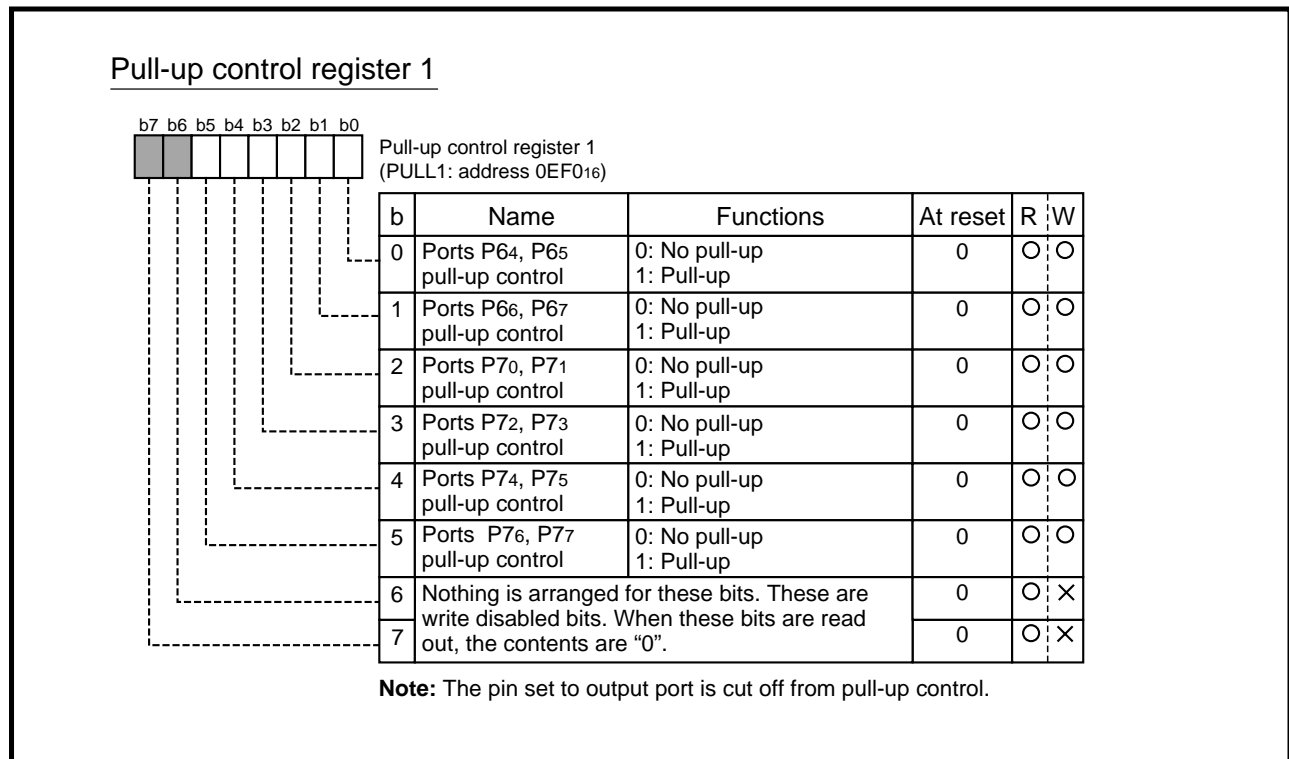 Pull-up control register 1
b7 b6 b5 b4 b3 b2 b1 b0
Pull-up control register 1
(PULL1: address 0EF016)
b Name Functions At reset R W
0 Ports P64, P65 0: No pull-up 0
pull-up control 1: Pull-up
1 Ports P66, P67 0: No pull-up 0
pull-up control 1: Pull-up
2 Ports P70, P71 0: No pull-up 0
pull-up control 1: Pull-up
3 Ports P72, P73 0: No pull-up 0
pull-up control 1: Pull-up
4 Ports P74, P75 0: No pull-up 0
pull-up control 1: Pull-up
5 Ports P76, P77 0: No pull-up 0
pull-up control 1: Pull-up
6 Nothing is arranged for these bits. These are 0 ×
write disabled bits. When these bits are read
7 out, the contents are “0”. 0 ×
Note: The pin set to output port is cut off from pull-up control.